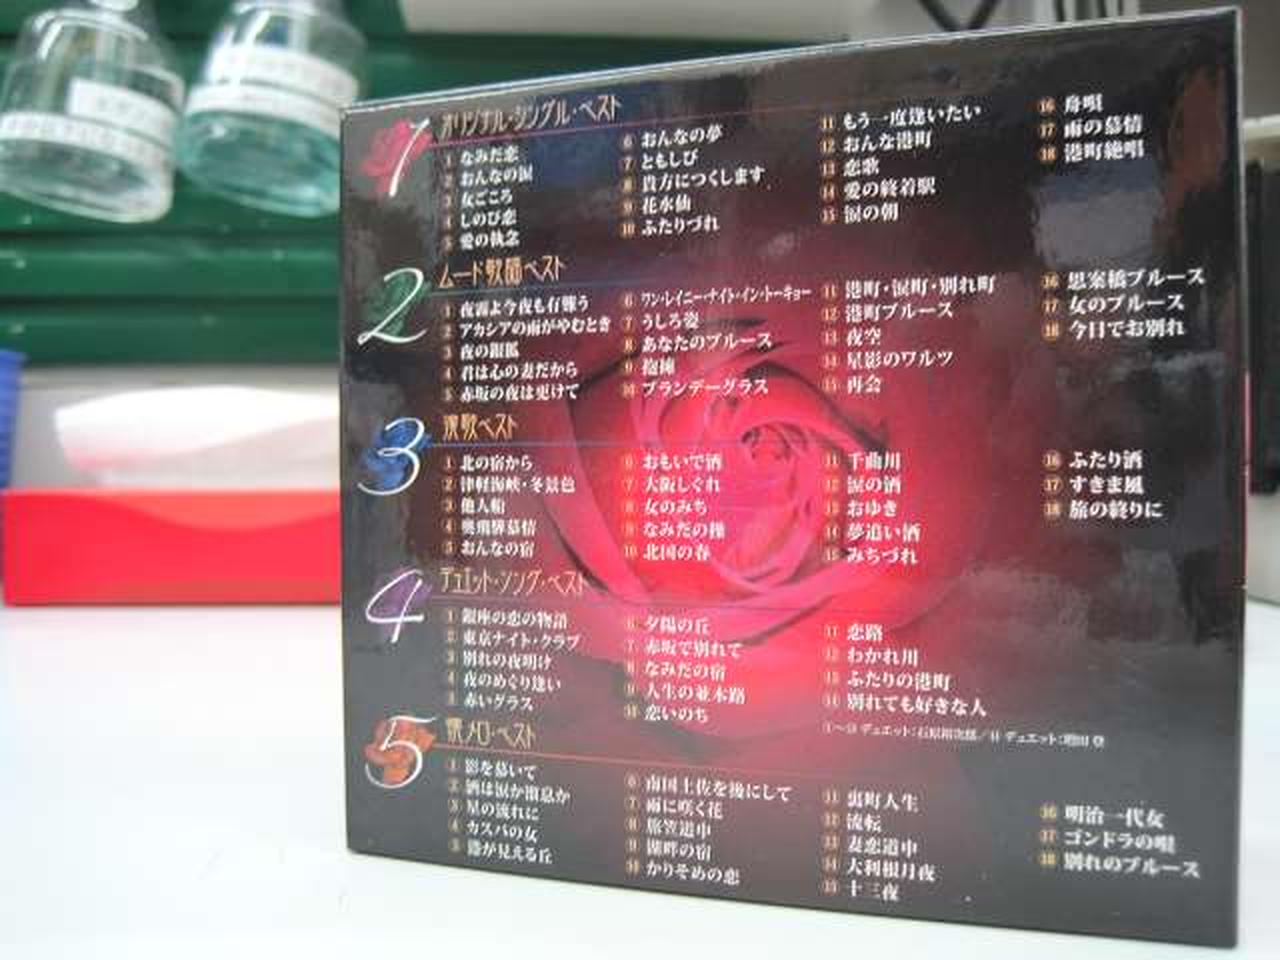 1 オリジナル・シングル・ベスト
1 なみだ恋
2 おんなの涙
3 女ごころ
4 しのび恋
5 愛の執念
6 おんなの夢
7 ともしび
8 貴方につくします
9 花水仙
10 ふたりづれ
11 もう一度逢いたい
12 おんな港町
13 恋歌
14 愛の終着駅
15 涙の朝
16 舟唄
17 雨の慕情
18 港町絶唱
2 ムード歌謡ベスト
1 夜霧よ今夜も有難う
2 アカシアの雨がやむとき
3 夜の銀狐
4 君は心の妻だから
5 赤坂の夜は更けて
6 ワン・レイニー・ナイト・イン・トーキョー
7 うしろ姿
8 あなたのブルース
9 抱擁
10 ブランデーグラス
11 港町・涙町・別れ町
12 港町ブルース
13 夜空
14 星影のワルツ
15 再会
16 思案橋ブルース
17 女のブルース
18 今日でお別れ
3 演歌ベスト
1 北の宿から
2 津軽海峡・冬景色
3 他人船
4 奥飛騨慕情
5 おんなの宿
6 おもいで酒
7 大阪しぐれ
8 女のみち
9 なみだの操
10 北国の春
11 千曲川
12 涙の酒
13 おゆき
14 夢追い酒
15 みちづれ
16 ふたり酒
17 すきま風
18 旅の終りに
4 デュエット・ソング・ベスト
1 銀座の恋の物語
2 東京ナイト・クラブ
3 別れの夜明け
4 夜のめぐり逢い
5 赤いグラス
6 夕陽の丘
7 赤坂で別れて
8 なみだの宿
9 人生の並木路
10 恋いのち
11 恋路
12 わかれ川
13 ふたりの港町
14 別れても好きな人
1〜13 デュエット:石原裕次郎/14 デュエット:増田 登
5 懐メロ・ベスト
1 影を慕いて
2 酒は涙か溜息か
3 星の流れに
4 カスバの女
5 港が見える丘
6 南国土佐を後にして
7 雨に咲く花
8 旅笠道中
9 湖畔の宿
10 かりそめの恋
11 裏町人生
12 流転
13 妻恋道中
14 大利根月夜
15 十三夜
16 明治一代女
17 ゴンドラの唄
18 別れのブルース